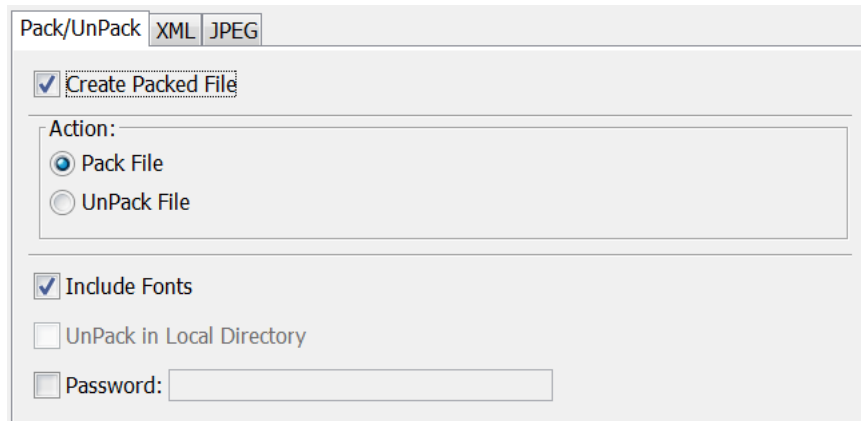 Pack/UnPack XML JPEG
Create Packed File
Action:
Pack File
UnPack File
Include Fonts
UnPack in Local Directory
Password: